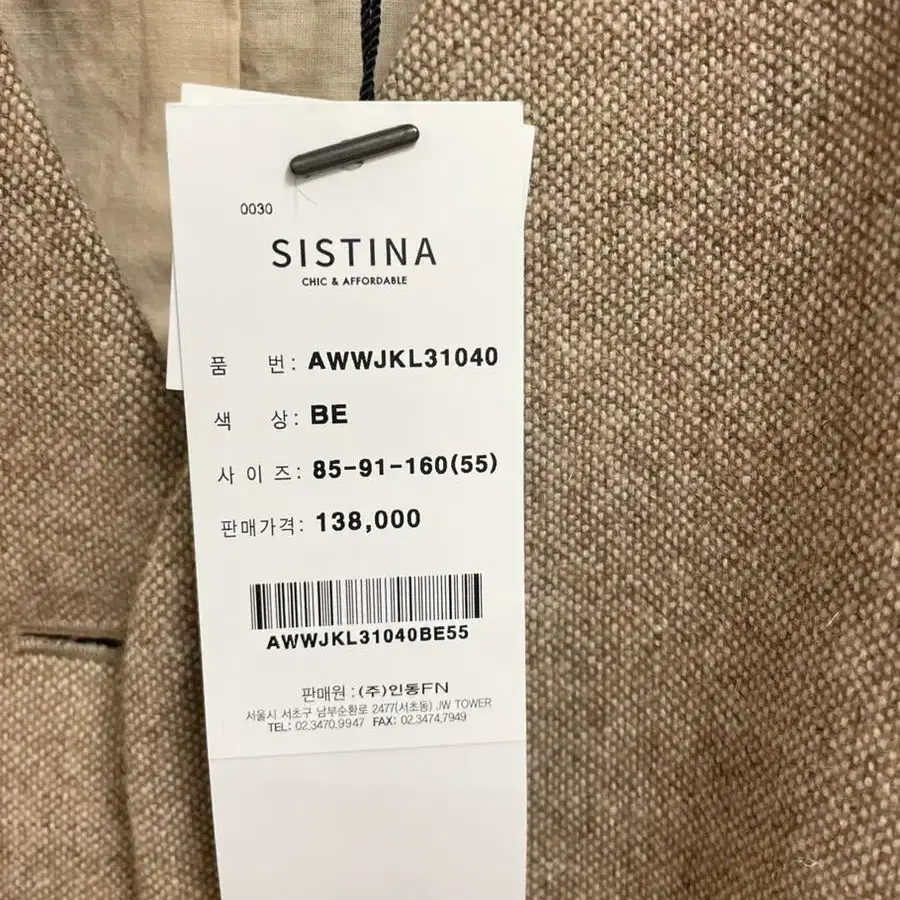 0030
SISTINA
CHIC & AFFORDABLE
품 번: AWWJKL31040
색 상: BE
사 이 즈: 85-91-160(55)
판매가격: 138,000
AWWJKL31040BE55
판매원 : (주)인동FN
서울시 서초구 남부순환로 2477(서초동) JW TOWER
TEL: 02.3470.9947 FAX: 02.3474.7949